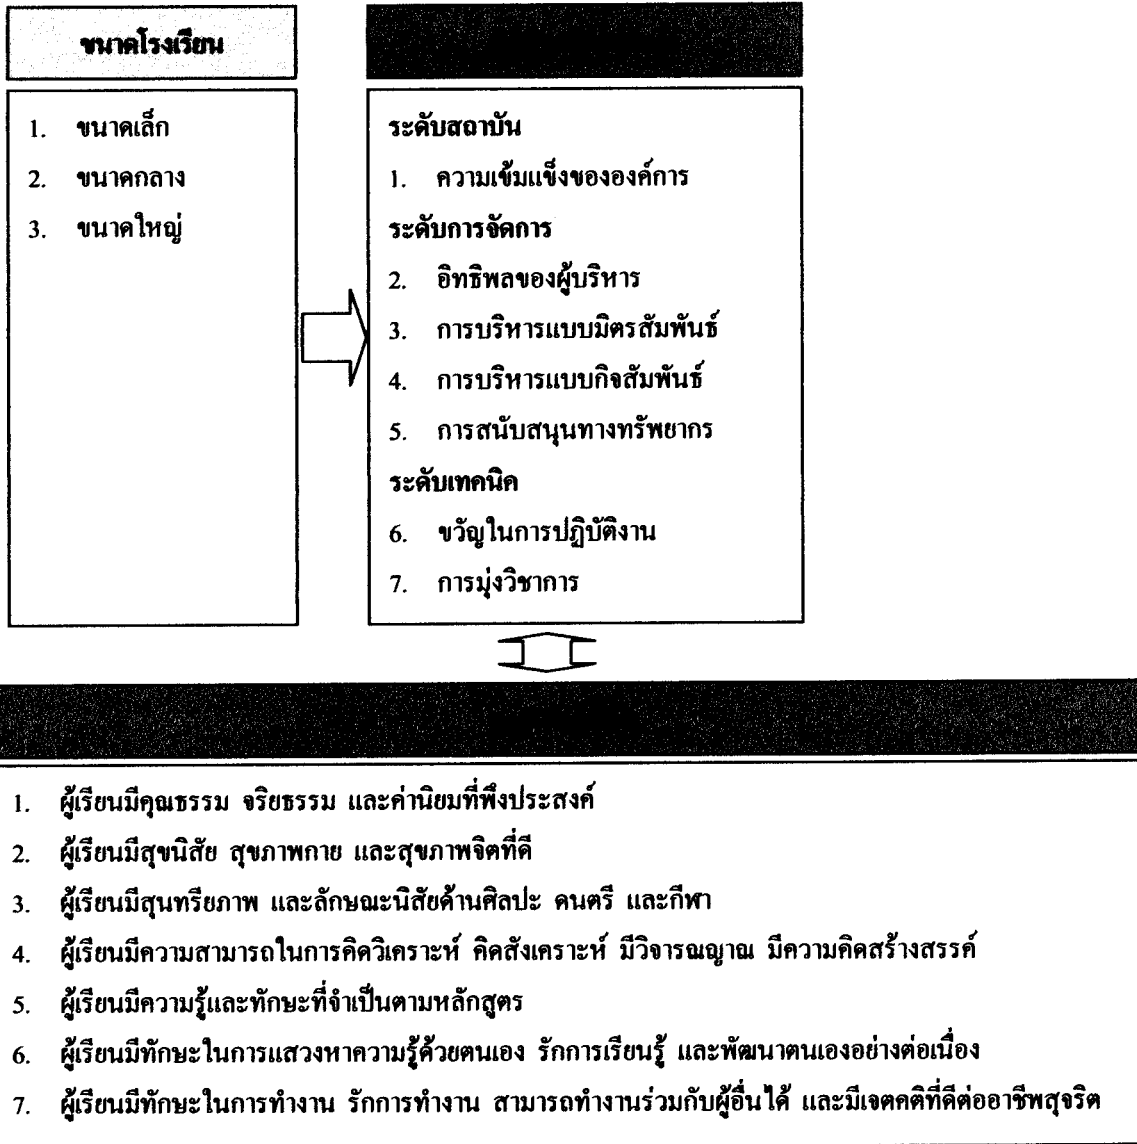 ขนาดโรงเรียน
1. ขนาดเล็ก
2. ขนาดกลาง
3. ขนาดใหญ่
ระดับสถาบัน
1. ความเข้มแข็งขององค์การ
ระดับการจัดการ
2. อิทธิพลของผู้บริหาร
3. การบริหารแบบมิตรสัมพันธ์
4. การบริหารแบบกิจสัมพันธ์
5. การสนับสนุนทางทรัพยากร
ระดับเทคนิค
6. ขวัญในการปฏิบัติงาน
7. การมุ่งวิชาการ
1. ผู้เรียนมีคุณธรรม จริยธรรม และค่านิยมที่พึงประสงค์
2. ผู้เรียนมีสุขนิสัย สุขภาพกาย และสุขภาพจิตที่ดี
3. ผู้เรียนมีสุนทรียภาพ และลักษณะนิสัยด้านศิลปะ ดนตรี และกีฬา
4. ผู้เรียนมีความสามารถในการคิดวิเคราะห์ คิดสังเคราะห์ มีวิจารณญาณ มีความคิดสร้างสรรค์
5. ผู้เรียนมีความรู้และทักษะที่จำเป็นตามหลักสูตร
6. ผู้เรียนมีทักษะในการแสวงหาความรู้ด้วยตนเอง รักการเรียนรู้ และพัฒนาตนเองอย่างต่อเนื่อง
7. ผู้เรียนมีทักษะในการทำงาน รักการทำงาน สามารถทำงานร่วมกับผู้อื่นได้ และมีเจตคติที่ดีต่ออาชีพสุจริต